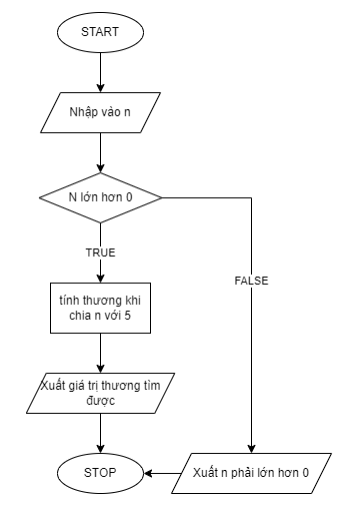 START
Nhập vào n
N lớn hơn 0
TRUE
FALSE
tính thương khi
chia n với 5
Xuất giá trị thương tìm
được
STOP
Xuất n phải lớn hơn 0